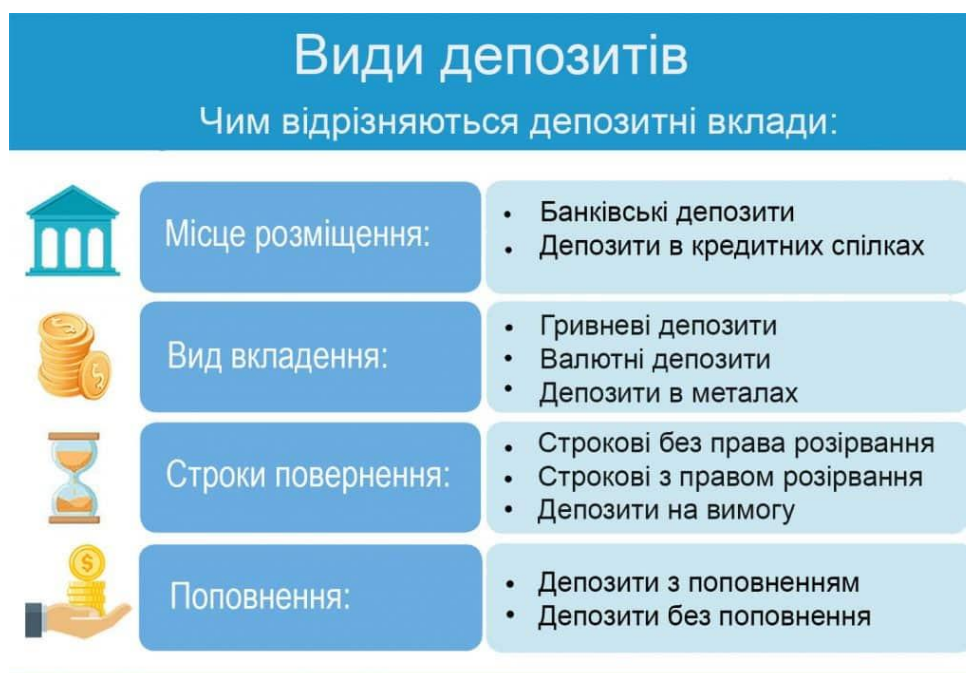 Види депозитів
Чим відрізняються депозитні вклади:
Місце розміщення:
• Банківські депозити
• Депозити в кредитних спілках
Вид вкладення:
• Гривневі депозити
• Валютні депозити
• Депозити в металах
Строки повернення:
• Строкові без права розірвання
• Строкові з правом розірвання
• Депозити на вимогу
Поповнення:
• Депозити з поповненням
• Депозити без поповнення